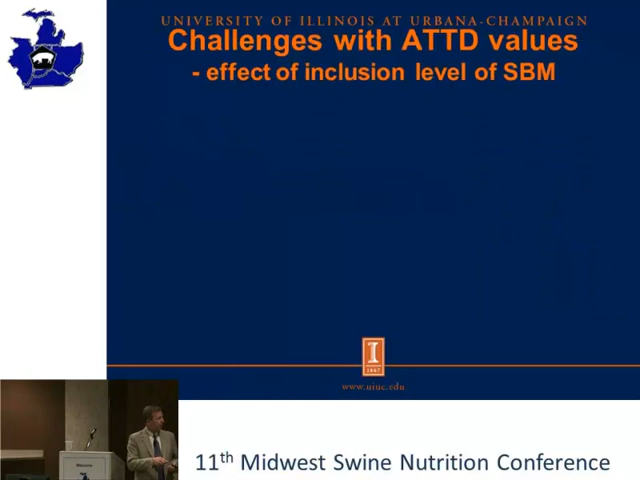 UNIVERSITY OF ILLINOIS AT URBANA-CHAMPAIGN
Challenges with ATTD values
- effect of inclusion level of SBM
I
1867
www.uiuc.edu
11th Midwest Swine Nutrition Conference